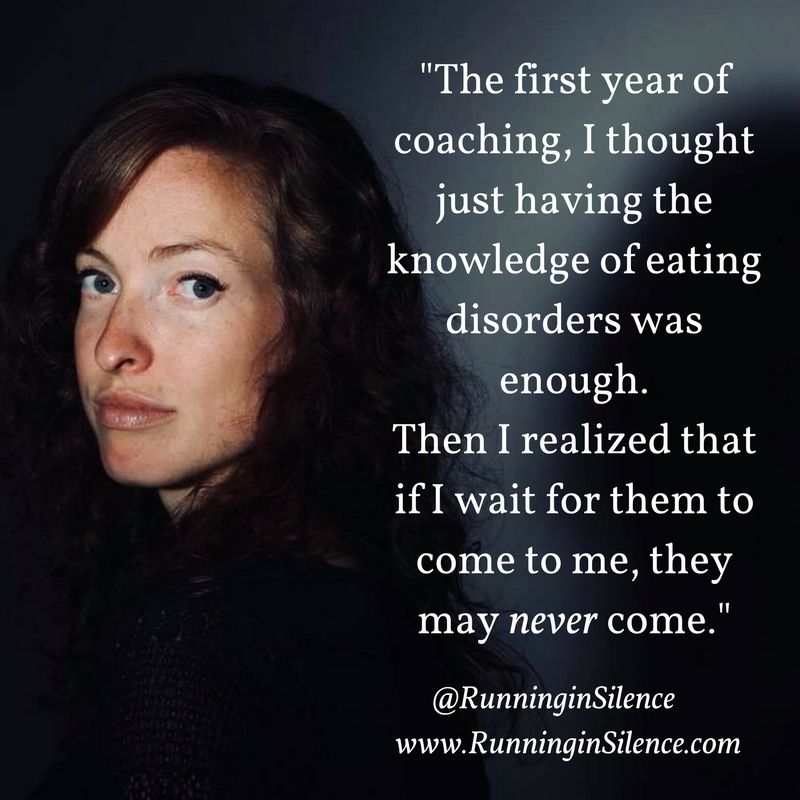 "The first year of
coaching, I thought
just having the
knowledge of eating
disorders was
enough.
Then I realized that
if I wait for them to
come to me, they
may never come."
@RunninginSilence
www.RunninginSilence.com